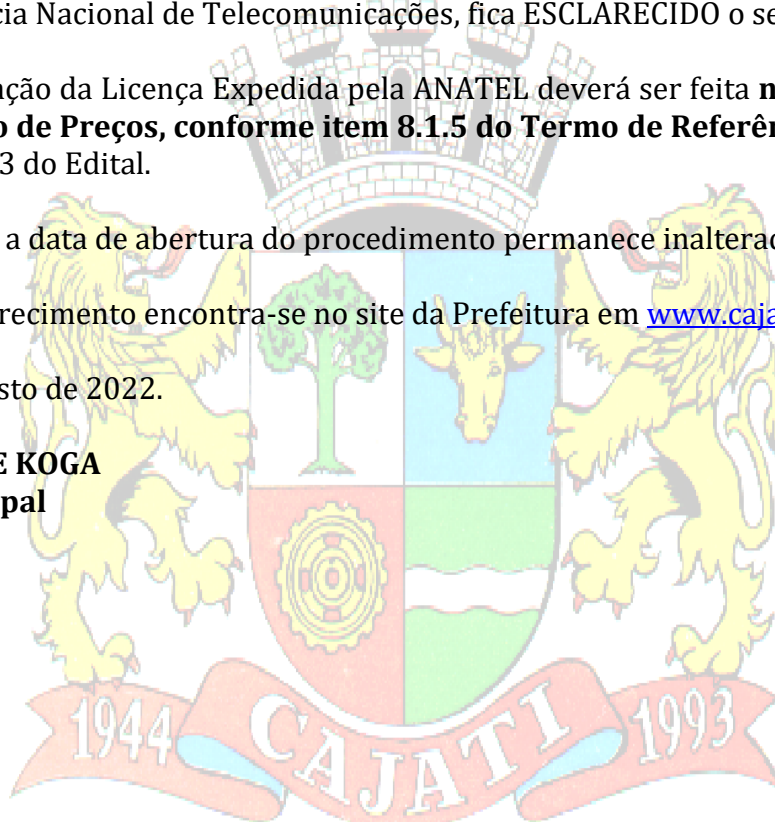 cia Nacional de Telecomunicações, fica ESCLARECIDO o se
ação da Licença Expedida pela ANATEL deverá ser feita n
o de Preços, conforme item 8.1.5 do Termo de Referên
3 do Edital.
a data de abertura do procedimento permanece inalterad
recimento encontra-se no site da Prefeitura em www.caja
sto de 2022.
E KOGA
pal
1944 CAJATI 1993